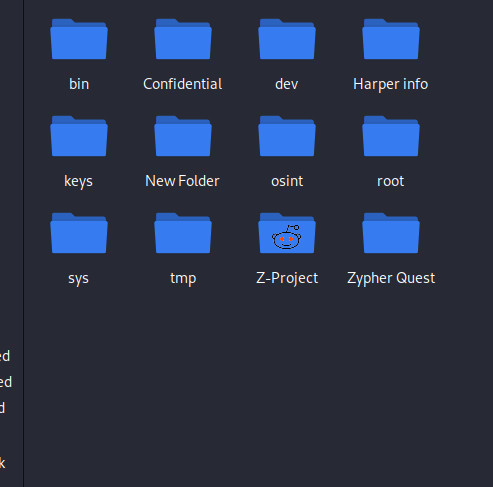 bin Confidential dev Harper info
keys New Folder osint root
sys tmp Z-Project Zypher Quest
ed
ed
d
k